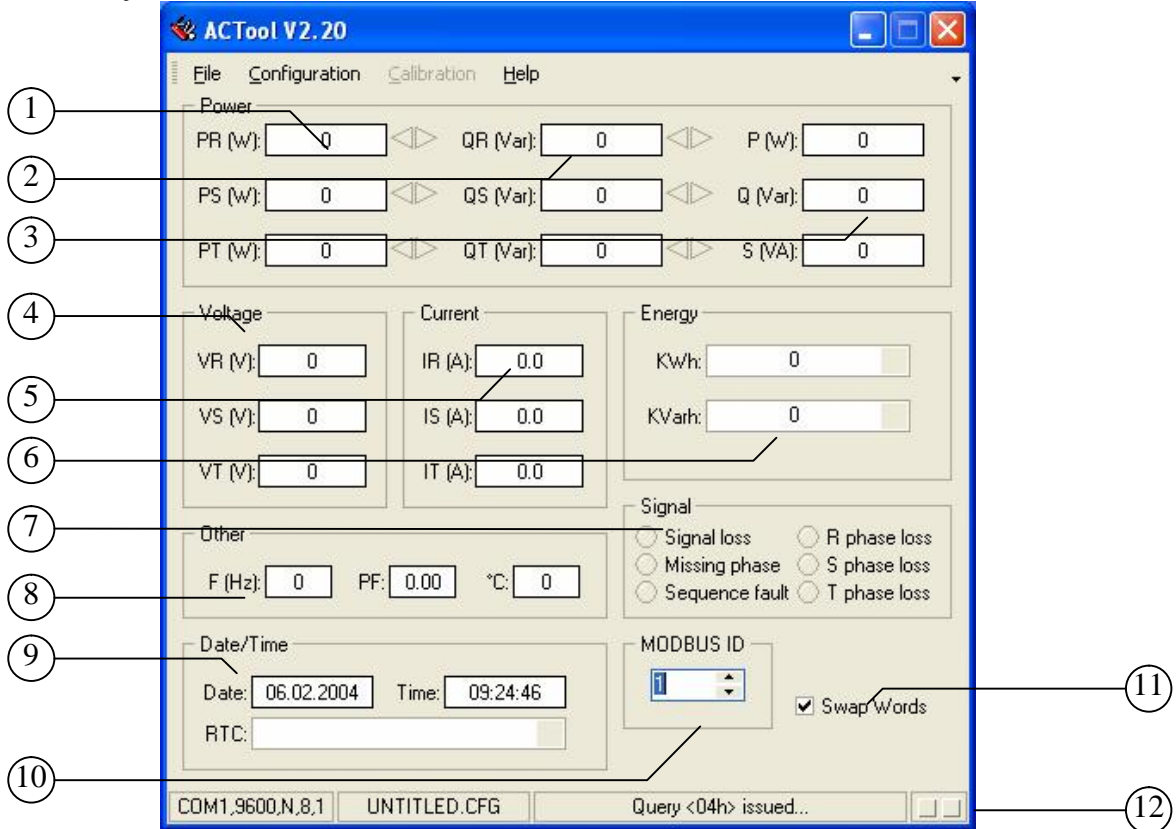 ACTool V2.20
File Configuration Calibration Help
1
Power
PR (W): 0 QR (Var): 0 P (W): 0
2
PS (W): 0 QS (Var): 0 Q (Var): 0
3
PT (W): 0 QT (Var): 0 S (VA): 0
4
Voltage Current Energy
VR (V): 0 IR (A): 0.0 KWh: 0
5
VS (V): 0 IS (A): 0.0 KVarh: 0
6
VT (V): 0 IT (A): 0.0
Signal
7
Other Signal loss R phase loss
Missing phase S phase loss
8
F (Hz): 0 PF: 0.00 °C: 0 Sequence fault T phase loss
9
Date/Time MODBUS ID
Date: 06.02.2004 Time: 09:24:46 1
11
Swap Words
RTC:
10
COM1,9600,N,8,1 UNTITLED.CFG Query <04h> issued...
12